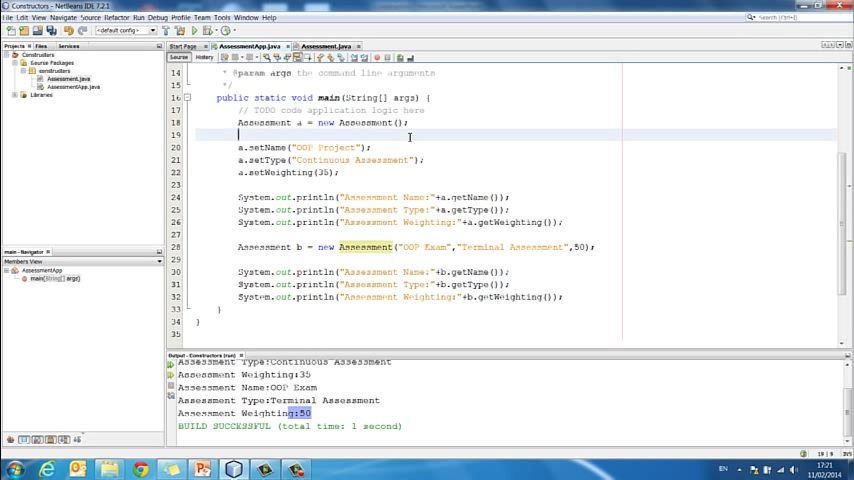 Constructors - NetBeans IDE 7.2.1
File Edit View Navigate Source Refactor Run Debug Profile Team Tools Window Help
Search (Ctrl+I)
<default config>
Projects Files Services
Constructors
Source Packages
constructors
Assessment.java
AssessmentApp.java
Libraries
Start Page AssessmentApp.java Assessment.java
Source History
14 * @param args the command line arguments
15 */
16 public static void main(String[] args) {
17 // TODO code application logic here
18 Assessment a = new Assessment();
19
20 a.setName("OOP Project");
21 a.setType("Continuous Assessment");
22 a.setWeighting(35);
23
24 System.out.println("Assessment Name:"+a.getName());
25 System.out.println("Assessment Type:"+a.getType());
26 System.out.println("Assessment Weighting:"+a.getWeighting());
27
28 Assessment b = new Assessment("OOP Exam","Terminal Assessment",50);
29
30 System.out.println("Assessment Name:"+b.getName());
31 System.out.println("Assessment Type:"+b.getType());
32 System.out.println("Assessment Weighting:"+b.getWeighting());
33 }
34 }
35
main - Navigator
Members View
AssessmentApp
main(String[] args)
Output - Constructors (run)
Assessment Type:Continuous Assessment
Assessment Weighting:35
Assessment Name:OOP Exam
Assessment Type:Terminal Assessment
Assessment Weighting:50
BUILD SUCCESSFUL (total time: 1 second)
19 | 9 INS
EN
17:21
11/02/2014